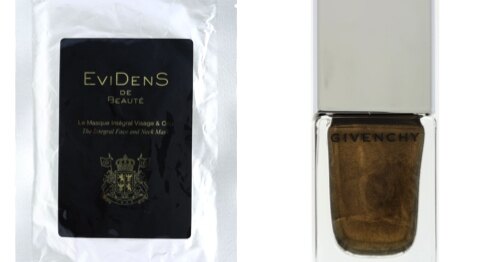 EviDenS
DE
BEAUTÉ
Le Masque Intégral Visage &
The Integral Face and Neck
GIVENCHY